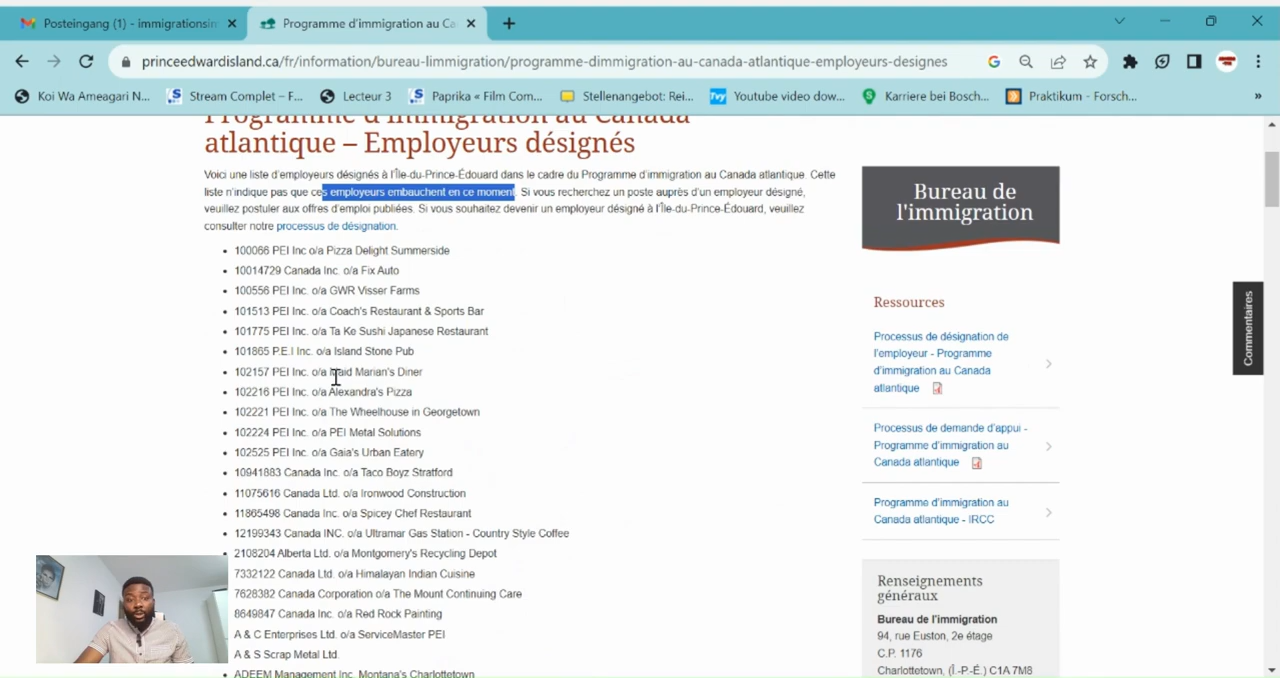 Posteingang (1) - immigrationsim
Programme d'immigration au Ca
princeedwardisland.ca/fr/information/bureau-limmigration/programme-dimmigration-au-canada-atlantique-employeurs-designes
Koi Wa Ameagari N...
Stream Complet – F...
Lecteur 3
Paprika « Film Com...
Stellenangebot: Rei...
Youtube video dow...
Karriere bei Bosch...
Praktikum - Forsch...
»
Programme d'immigration au Canada
atlantique – Employeurs désignés
Voici une liste d'employeurs désignés à l'Île-du-Prince-Édouard dans le cadre du Programme d'immigration au Canada atlantique. Cette
liste n'indique pas que ces employeurs embauchent en ce moment. Si vous recherchez un poste auprès d'un employeur désigné,
veuillez postuler aux offres d'emploi publiées. Si vous souhaitez devenir un employeur désigné à l'Île-du-Prince-Édouard, veuillez
consulter notre processus de désignation.
• 100066 PEI Inc o/a Pizza Delight Summerside
• 10014729 Canada Inc. o/a Fix Auto
• 100556 PEI Inc. o/a GWR Visser Farms
• 101513 PEI Inc. o/a Coach's Restaurant & Sports Bar
• 101775 PEI Inc. o/a Ta Ke Sushi Japanese Restaurant
• 101865 P.E.I Inc. o/a Island Stone Pub
• 102157 PEI Inc. o/a Maid Marian's Diner
• 102216 PEI Inc. o/a Alexandra's Pizza
• 102221 PEI Inc. o/a The Wheelhouse in Georgetown
• 102224 PEI Inc. o/a PEI Metal Solutions
• 102525 PEI Inc. o/a Gaia's Urban Eatery
• 10941883 Canada Inc. o/a Taco Boyz Stratford
• 11075616 Canada Ltd. o/a Ironwood Construction
• 11865498 Canada Inc. o/a Spicey Chef Restaurant
• 12199343 Canada INC. o/a Ultramar Gas Station - Country Style Coffee
2108204 Alberta Ltd. o/a Montgomery's Recycling Depot
7332122 Canada Ltd. o/a Himalayan Indian Cuisine
7628382 Canada Corporation o/a The Mount Continuing Care
8649847 Canada Inc. o/a Red Rock Painting
A & C Enterprises Ltd. o/a ServiceMaster PEI
A & S Scrap Metal Ltd.
ADEEM Management Inc. Montana's Charlottetown
Bureau de
l'immigration
Ressources
Processus de désignation de
l'employeur - Programme
d'immigration au Canada
atlantique
Processus de demande d'appui -
Programme d'immigration au
Canada atlantique
Programme d'immigration au
Canada atlantique - IRCC
Renseignements
généraux
Bureau de l'immigration
94, rue Euston, 2e étage
C.P. 1176
Charlottetown, (Î.-P.-É.) C1A 7M8
Commentaires